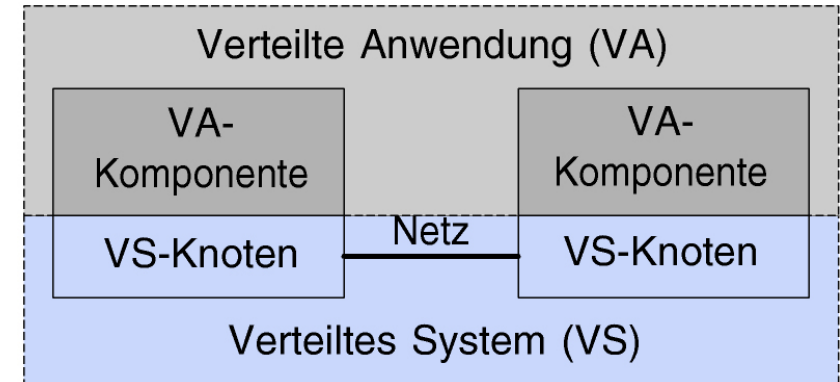 Verteilte Anwendung (VA)
VA-
Komponente
VA-
Komponente
VS-Knoten
Netz
VS-Knoten
Verteiltes System (VS)